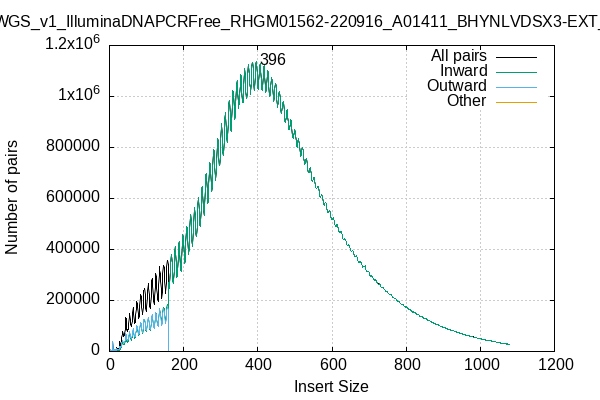 WGS_v1_IlluminaDNAPCRFree_RHGM01562-220916_A01411_BHYNLVDSX3-EXT_
1.2x10⁶
1x10⁶
800000
600000
400000
200000
0
Number of pairs
396
All pairs
Inward
Outward
Other
0 200 400 600 800 1000 1200
Insert Size